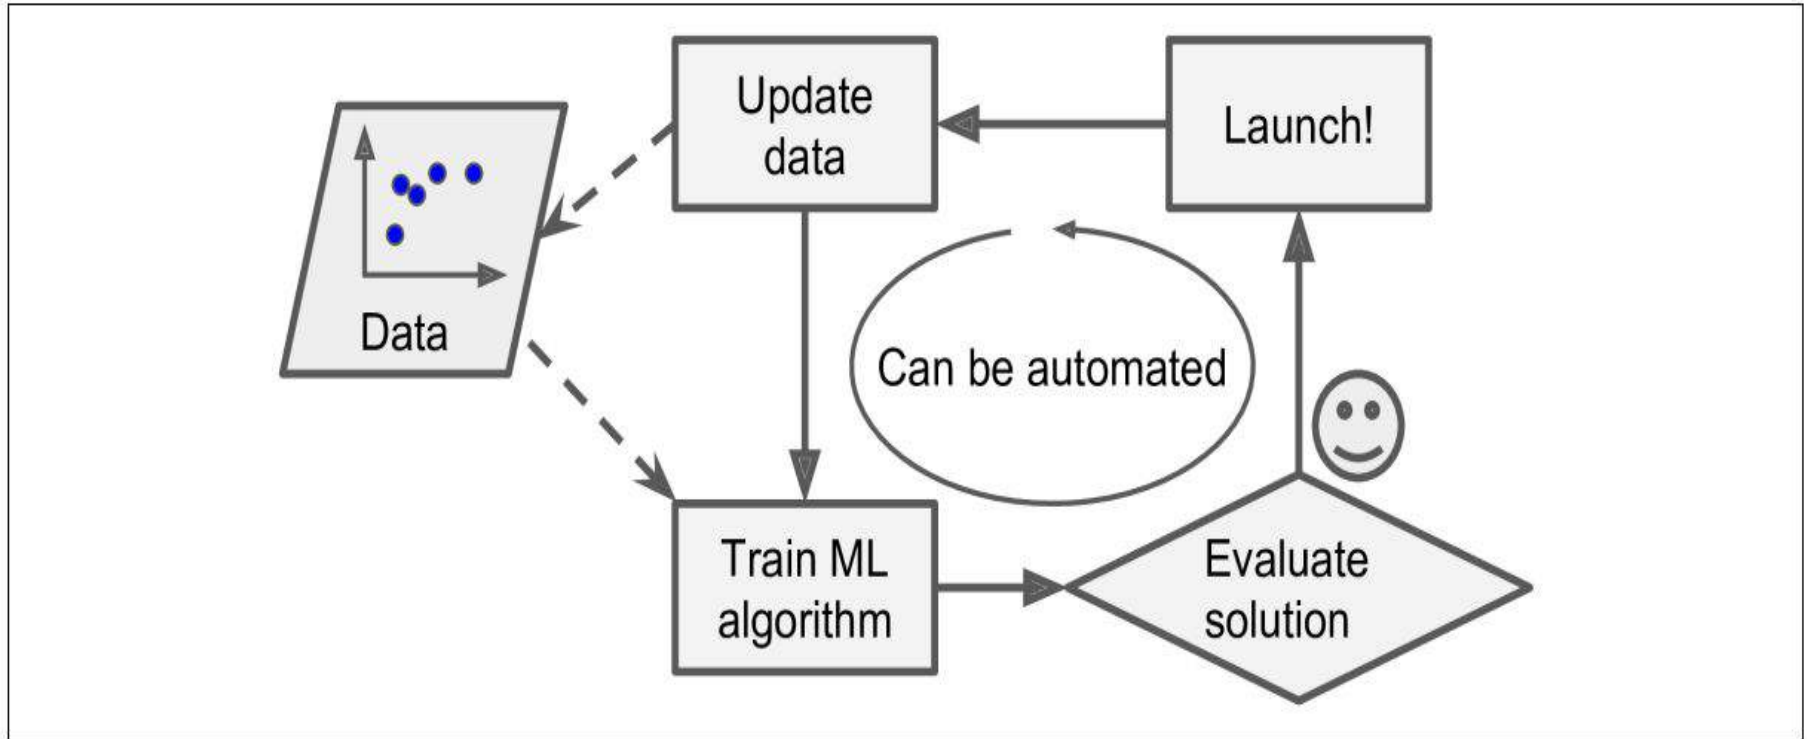 Update
data
Launch!
Data
Can be automated
Train ML
algorithm
Evaluate
solution